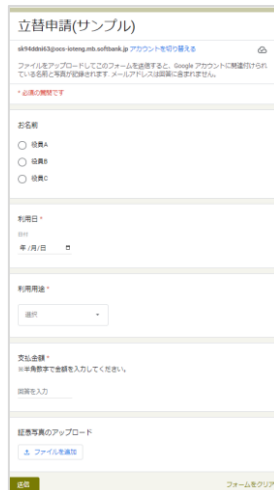 立替申請(サンプル)
アカウントを切り替える
ファイルをアップロードしてこのフォームを送信すると、Google アカウントに関連付けられ
ている名前と写真が記録されます. メールアドレスは回答に含まれません。
* 必須の質問です
お名前
役員A
役員B
役員C
利用日 *
日付
年 /月/日
利用用途 *
選択
支払金額 *
※半角数字で金額を入力してください。
回答を入力
証憑写真のアップロード
ファイルを追加
送信
フォームをクリア